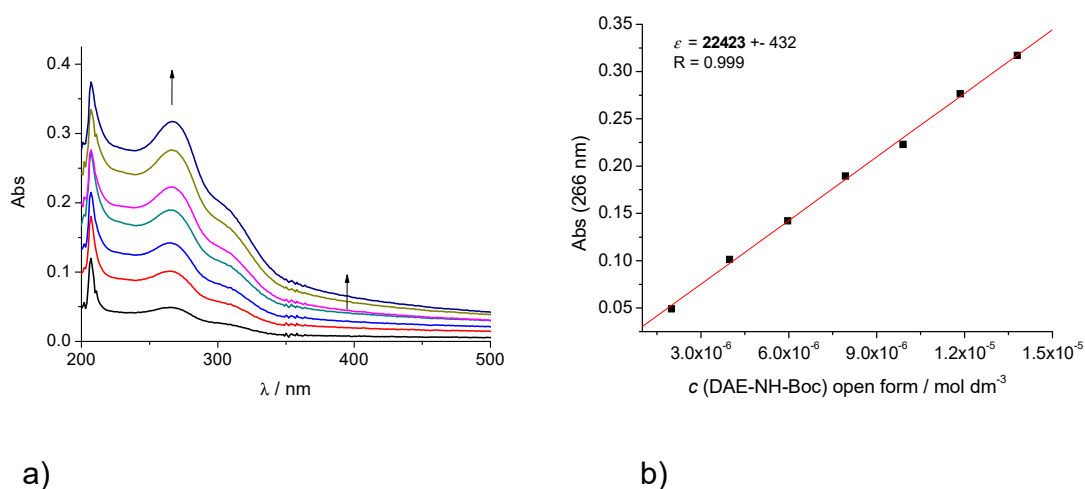 0.4
0.3
0.2
0.1
0.0
Abs
200
300
400
500
λ / nm
a)
ε = 22423 +- 432
R = 0.999
0.35
0.30
0.25
0.20
0.15
0.10
0.05
Abs (266 nm)
3.0x10⁻⁶ 6.0x10⁻⁶ 9.0x10⁻⁶ 1.2x10⁻⁵ 1.5x10⁻⁵
c (DAE-NH-Boc) open form / mol dm⁻³
b)